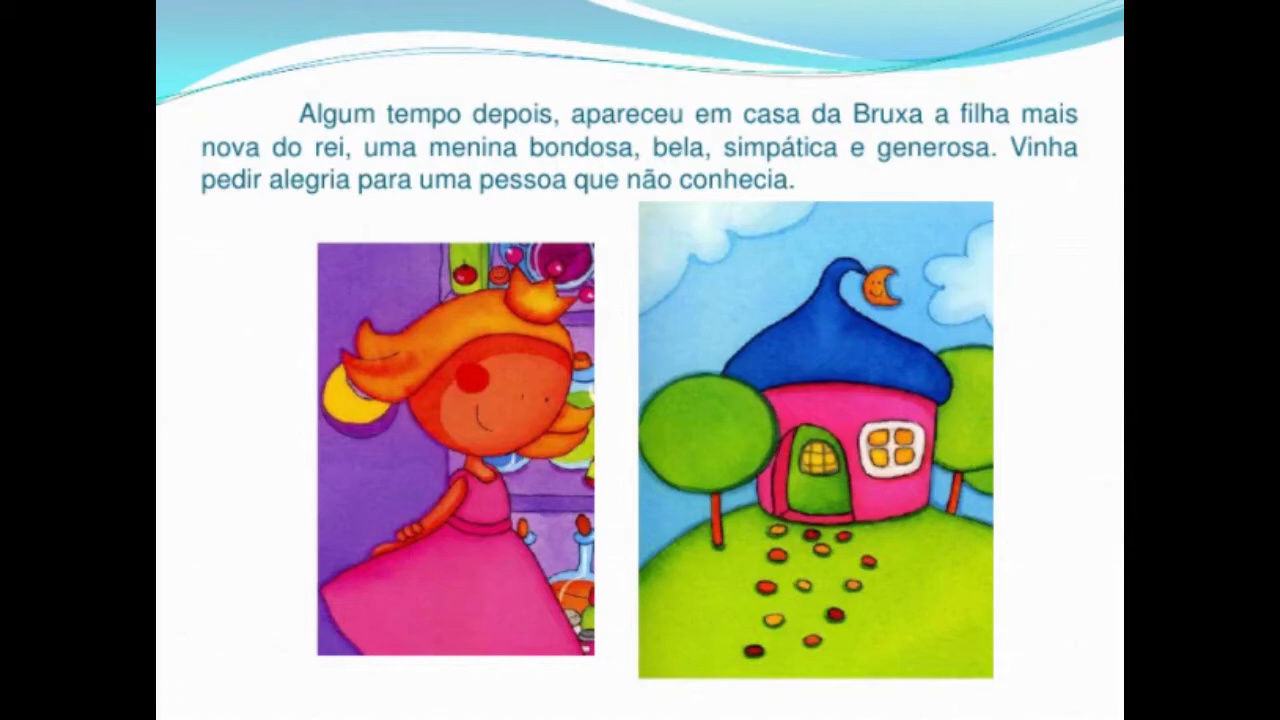 Algum tempo depois, apareceu em casa da Bruxa a filha mais
nova do rei, uma menina bondosa, bela, simpática e generosa. Vinha
pedir alegria para uma pessoa que não conhecia.